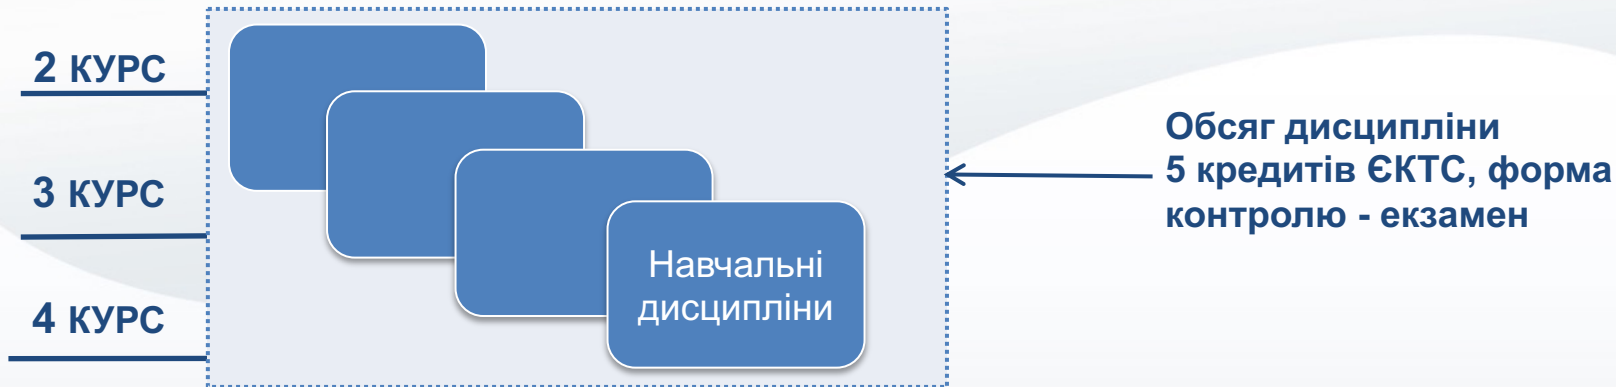 2 КУРС
3 КУРС
4 КУРС
Навчальні
дисципліни
Обсяг дисципліни
5 кредитів ЄКТС, форма
контролю - екзамен